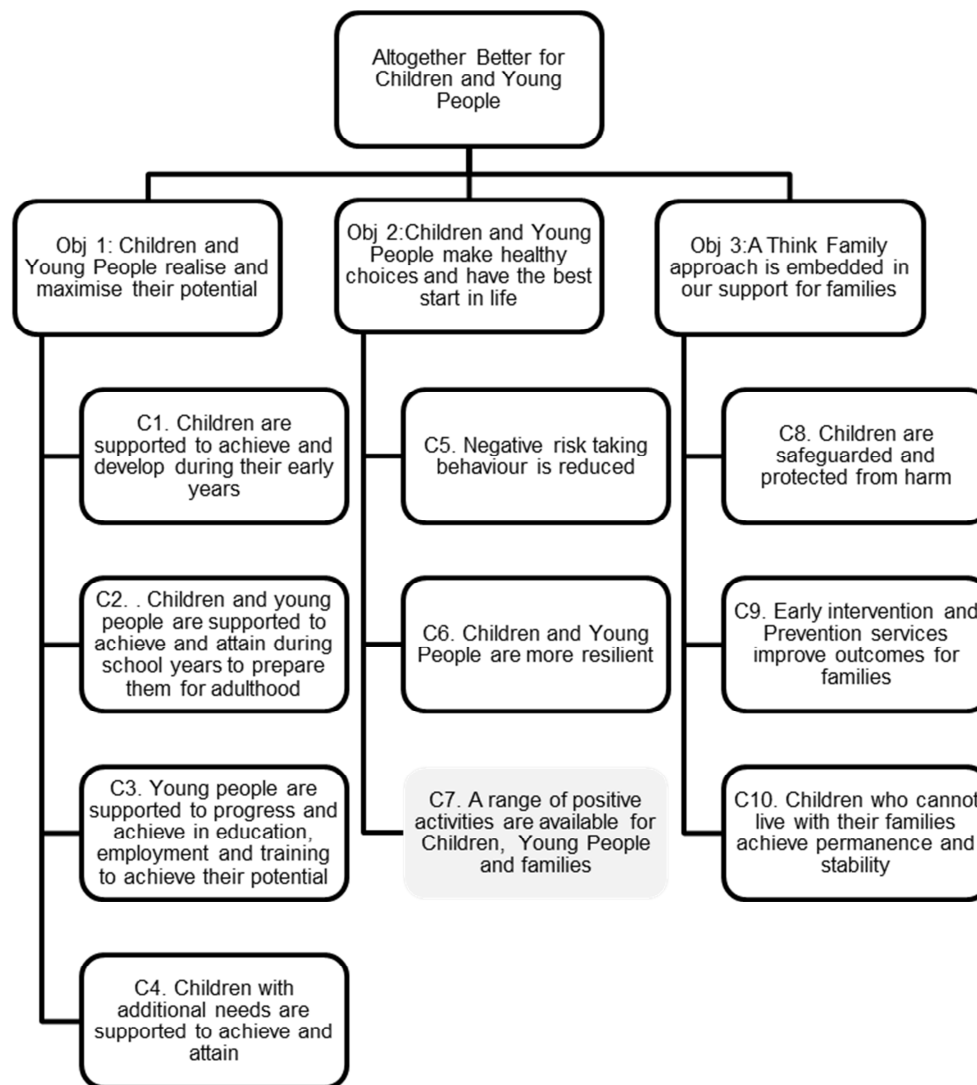 Altogether Better for
Children and Young
People
Obj 1: Children and
Young People realise and
maximise their potential
Obj 2:Children and Young
People make healthy
choices and have the best
start in life
Obj 3:A Think Family
approach is embedded in
our support for families
C1. Children are
supported to achieve and
develop during their early
years
C2. . Children and young
people are supported to
achieve and attain during
school years to prepare
them for adulthood
C3. Young people are
supported to progress and
achieve in education,
employment and training
to achieve their potential
C4. Children with
additional needs are
supported to achieve and
attain
C5. Negative risk taking
behaviour is reduced
C6. Children and Young
People are more resilient
C7. A range of positive
activities are available for
Children, Young People
and families
C8. Children are
safeguarded and
protected from harm
C9. Early intervention and
Prevention services
improve outcomes for
families
C10. Children who cannot
live with their families
achieve permanence and
stability